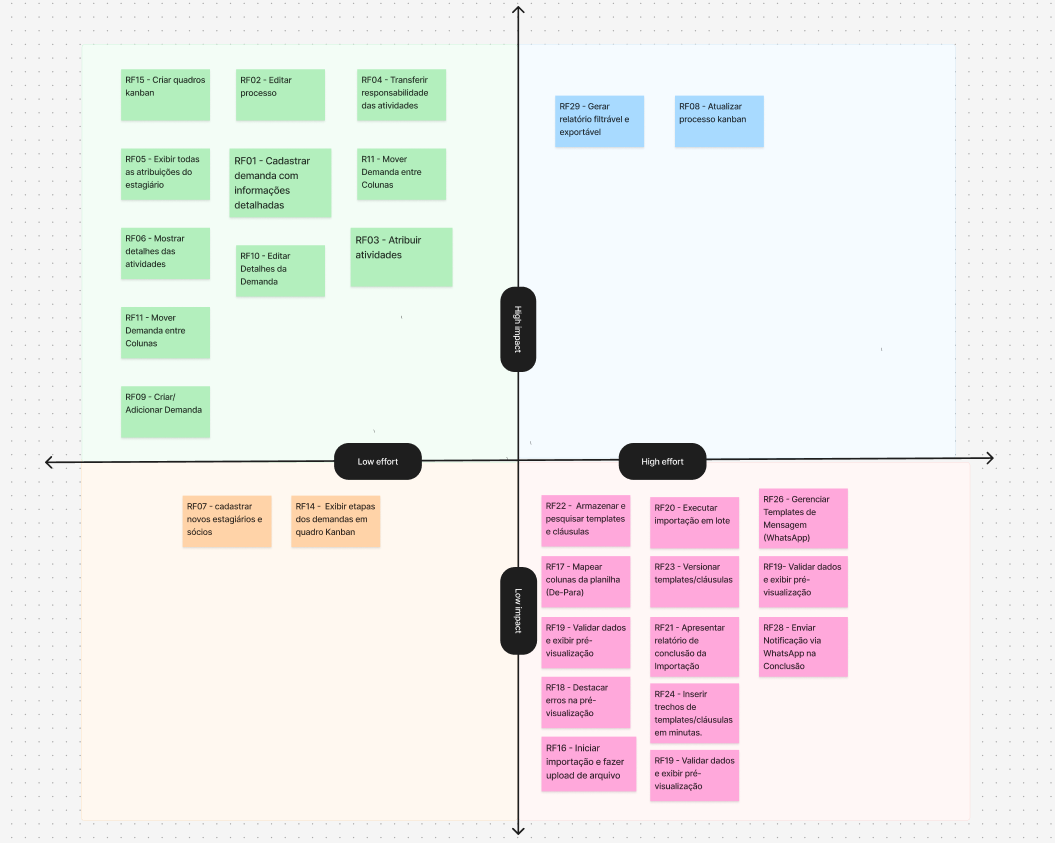 RF15 - Criar quadros
kanban
RF02 - Editar
processo
RF04 - Transferir
responsabilidade
das atividades
RF05 - Exibir todas
as atribuições do
estagiário
RF01 - Cadastrar
demanda com
informações
detalhadas
R11 - Mover
Demanda entre
Colunas
RF06 - Mostrar
detalhes das
atividades
RF10 - Editar
Detalhes da
Demanda
RF03 - Atribuir
atividades
RF11 - Mover
Demanda entre
Colunas
RF09 - Criar/
Adicionar Demanda
RF29 - Gerar
relatório filtrável e
exportável
RF08 - Atualizar
processo kanban
High impact
Low effort
High effort
RF07 - cadastrar
novos estagiários e
sócios
RF14 -  Exibir etapas
dos demandas em
quadro Kanban
Low impact
RF22 -  Armazenar e
pesquisar templates
e cláusulas
RF20 - Executar
importação em lote
RF26 - Gerenciar
Templates de
Mensagem
(WhatsApp)
RF17 - Mapear
colunas da planilha
(De-Para)
RF23 - Versionar
templates/cláusulas
RF19- Validar dados
e exibir pré-
visualização
RF19 - Validar dados
e exibir pré-
visualização
RF21 - Apresentar
relatório de
conclusão da
Importação
RF28 - Enviar
Notificação via
WhatsApp na
Conclusão
RF18 - Destacar
erros na pré-
visualização
RF24 - Inserir
trechos de
templates/cláusulas
em minutas.
RF16 - Iniciar
importação e fazer
upload de arquivo
RF19 - Validar dados
e exibir pré-
visualização